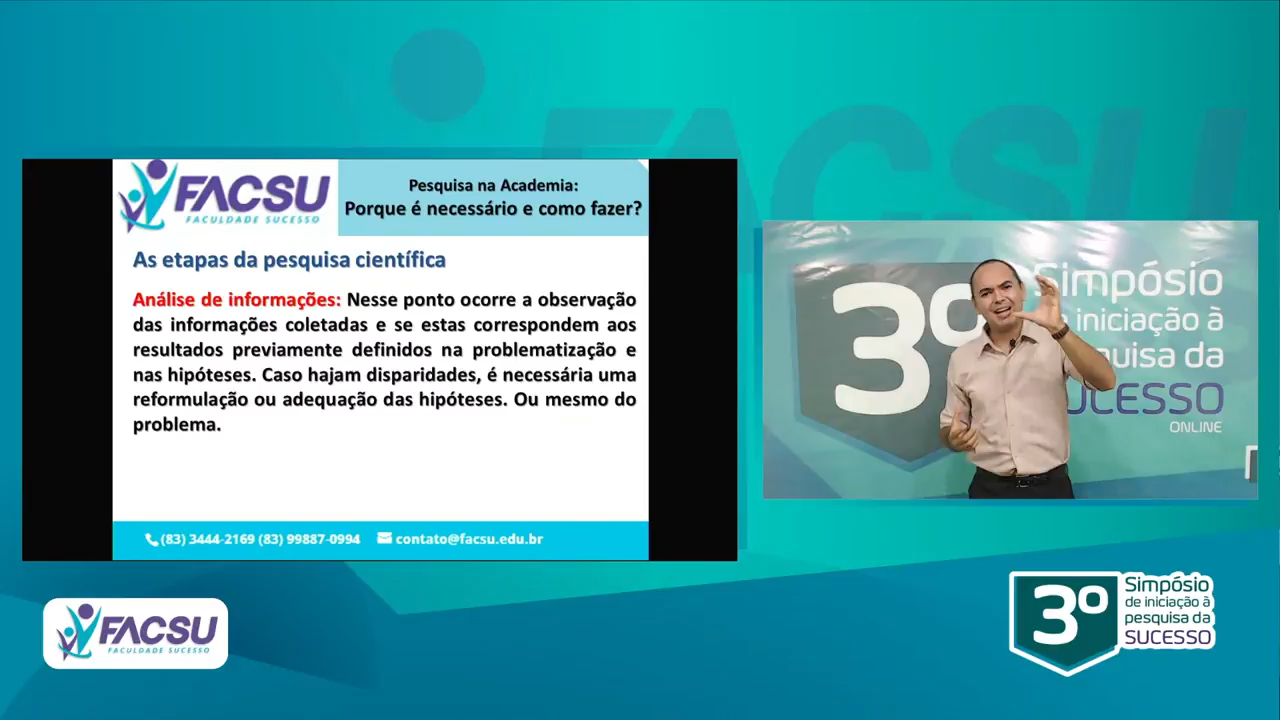 FACSU
FACSU
FACULDADE SUCESSO
Pesquisa na Academia:
Porque é necessário e como fazer?
As etapas da pesquisa científica
Análise de informações: Nesse ponto ocorre a observação
das informações coletadas e se estas correspondem aos
resultados previamente definidos na problematização e
nas hipóteses. Caso hajam disparidades, é necessária uma
reformulação ou adequação das hipóteses. Ou mesmo do
problema.
(83) 3444-2169 (83) 99887-0994 contato@facsu.edu.br
3º
Simpósio
iniciação à
pesquisa da
SUCESSO
ONLINE
FACSU
FACULDADE SUCESSO
3º
Simpósio
de iniciação à
pesquisa da
SUCESSO